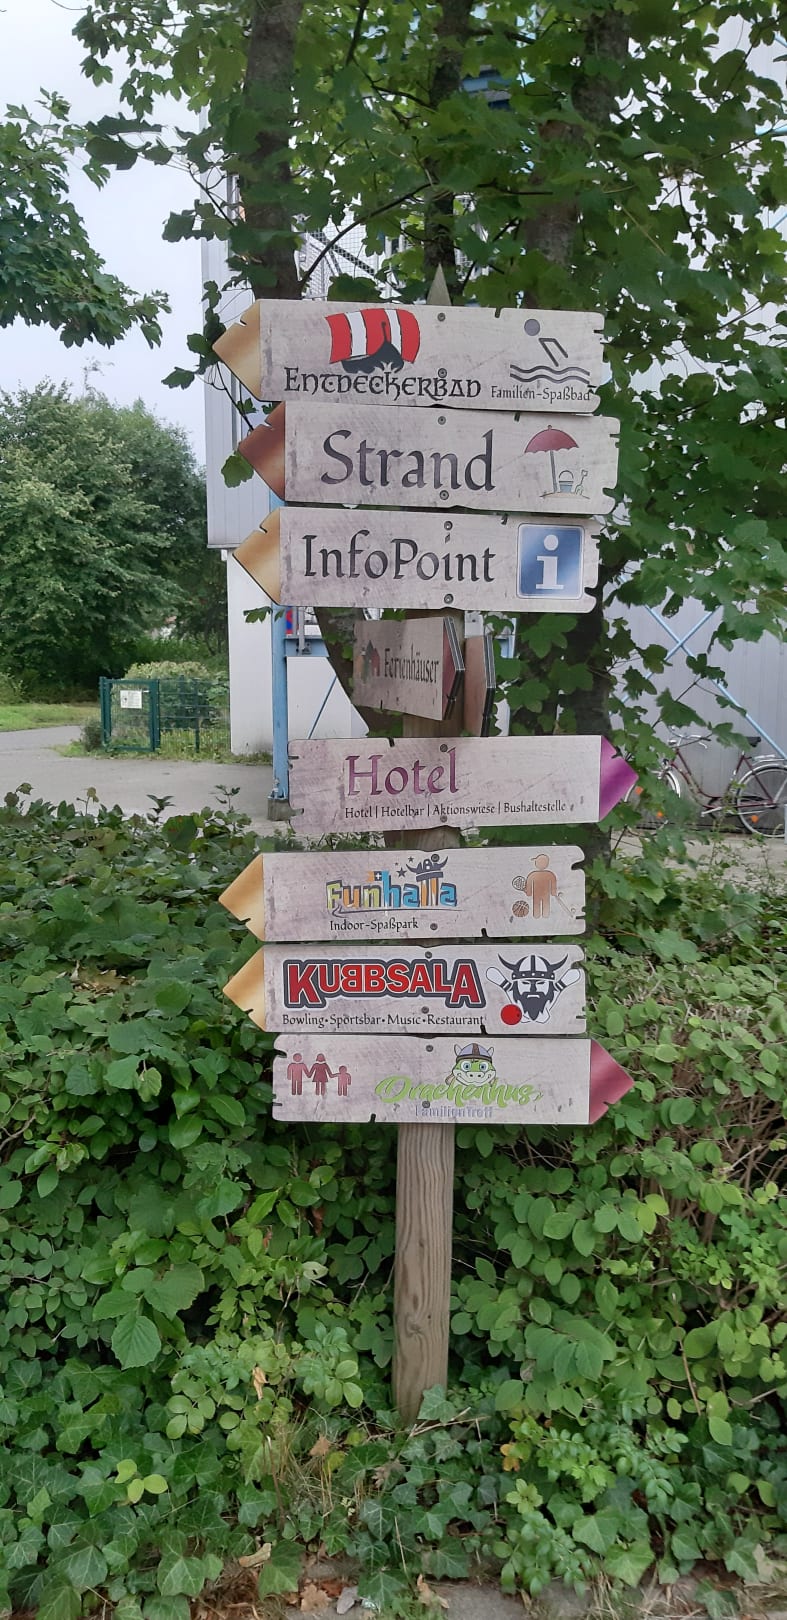 Entdeckerbad
Familien-Spaßbad
Strand
InfoPoint
i
Ferienhäuser
Hotel
Hotel | Hotelbar | Aktionswiese | Bushaltestelle
Funhalla
Indoor-Spaßpark
KUBBSALA
Bowling•Sportsbar•Music•Restaurant
Drachenhus
FamilienTreff